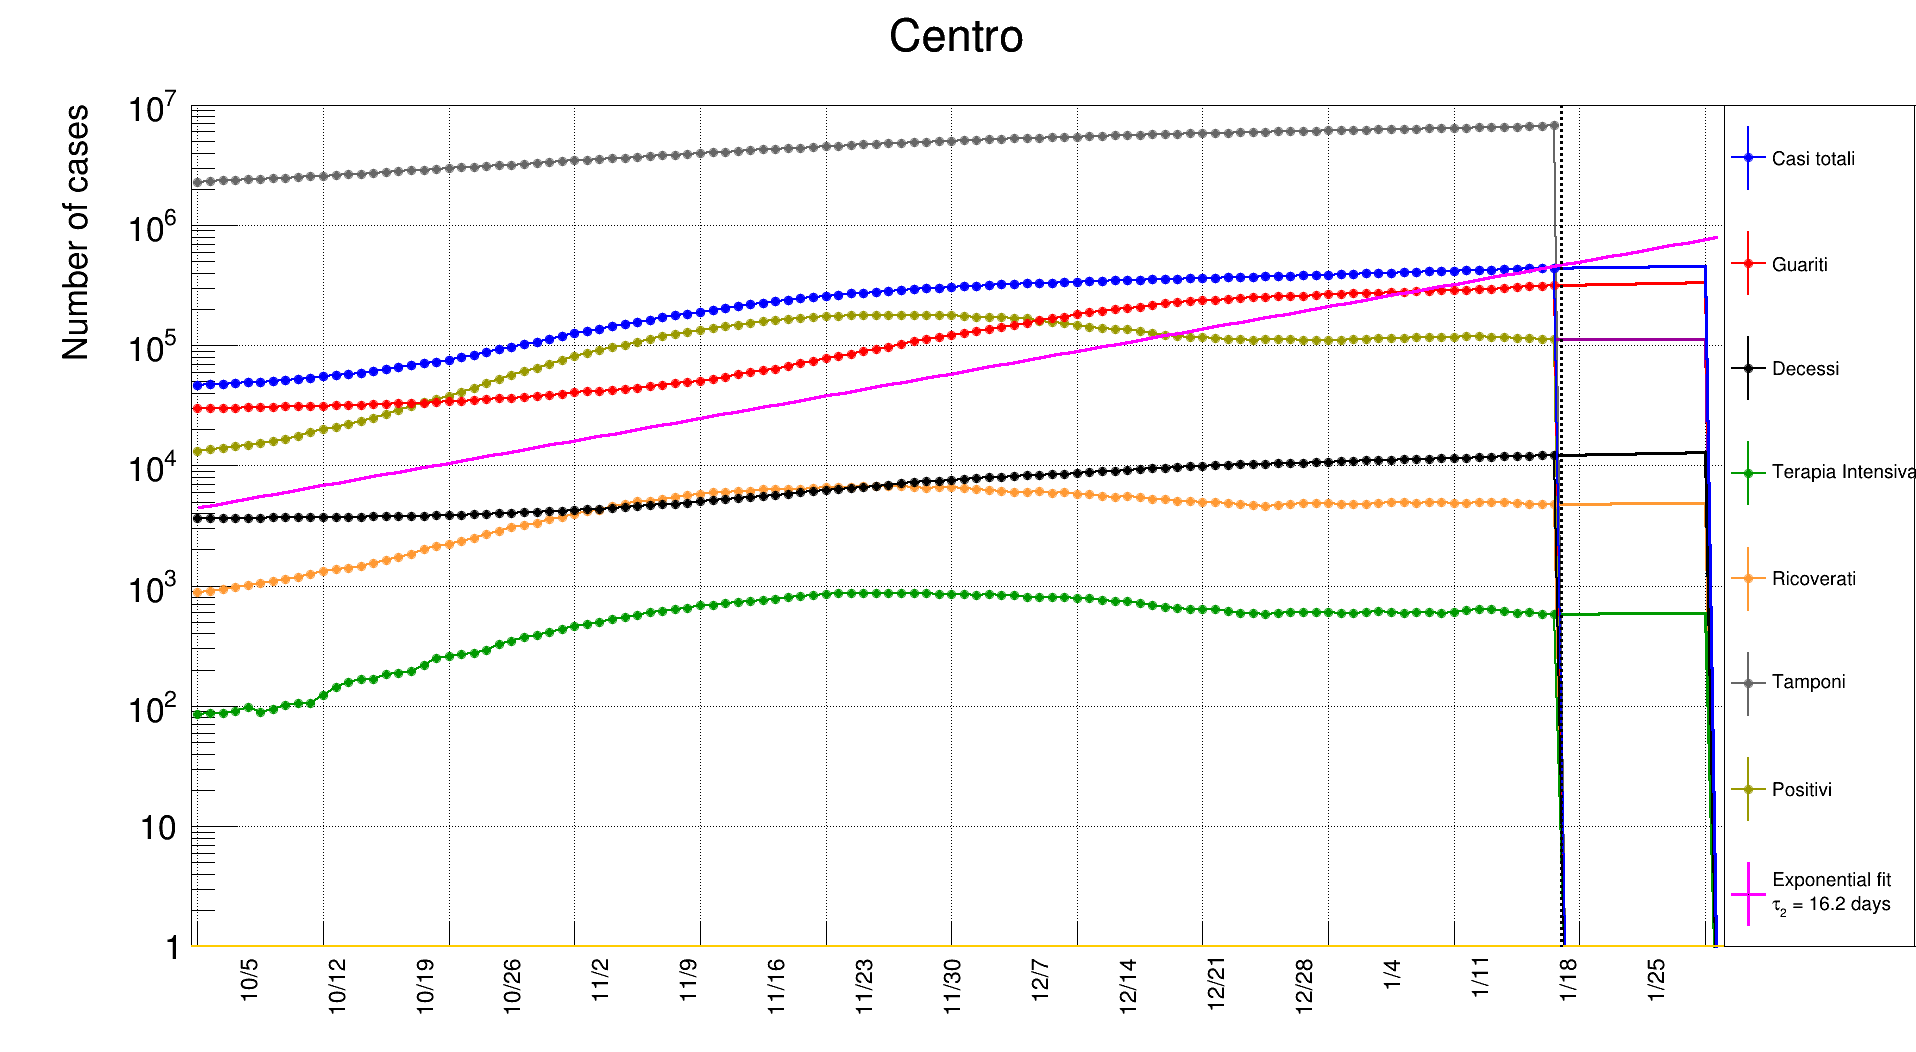 Centro
Number of cases
10^7
10^6
10^5
10^4
10^3
10^2
10
1
10/5
10/12
10/19
10/26
11/2
11/9
11/16
11/23
11/30
12/7
12/14
12/21
12/28
1/4
1/11
1/18
1/25
Casi totali
Guariti
Decessi
Terapia Intensiva
Ricoverati
Tamponi
Positivi
Exponential fit
τ₂ = 16.2 days